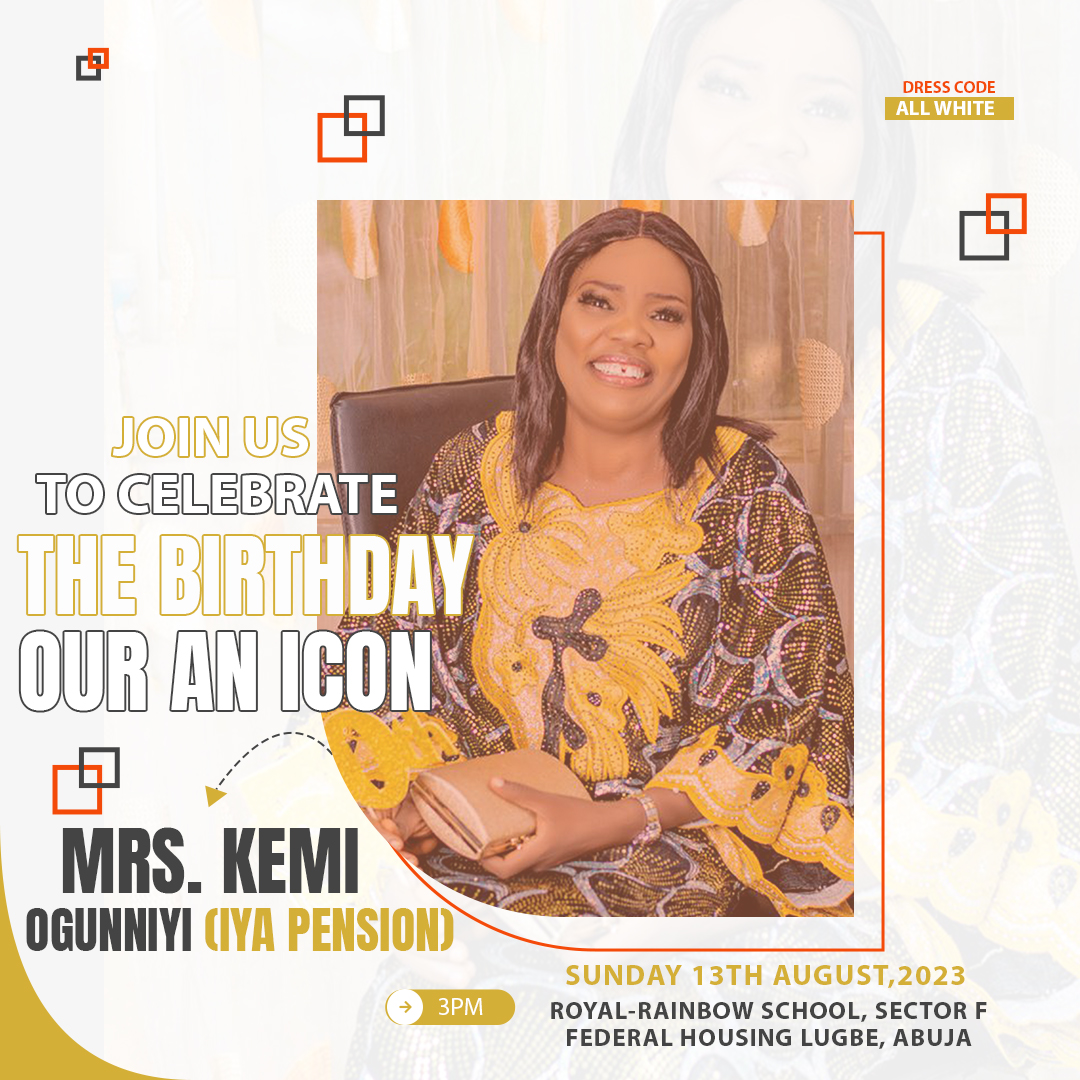 DRESS CODE
ALL WHITE
JOIN US
TO CELEBRATE
THE BIRTHDAY
OUR AN ICON
MRS. KEMI
OGUNNIYI (IYA PENSION)
3PM
SUNDAY 13TH AUGUST,2023
ROYAL-RAINBOW SCHOOL, SECTOR F
FEDERAL HOUSING LUGBE, ABUJA